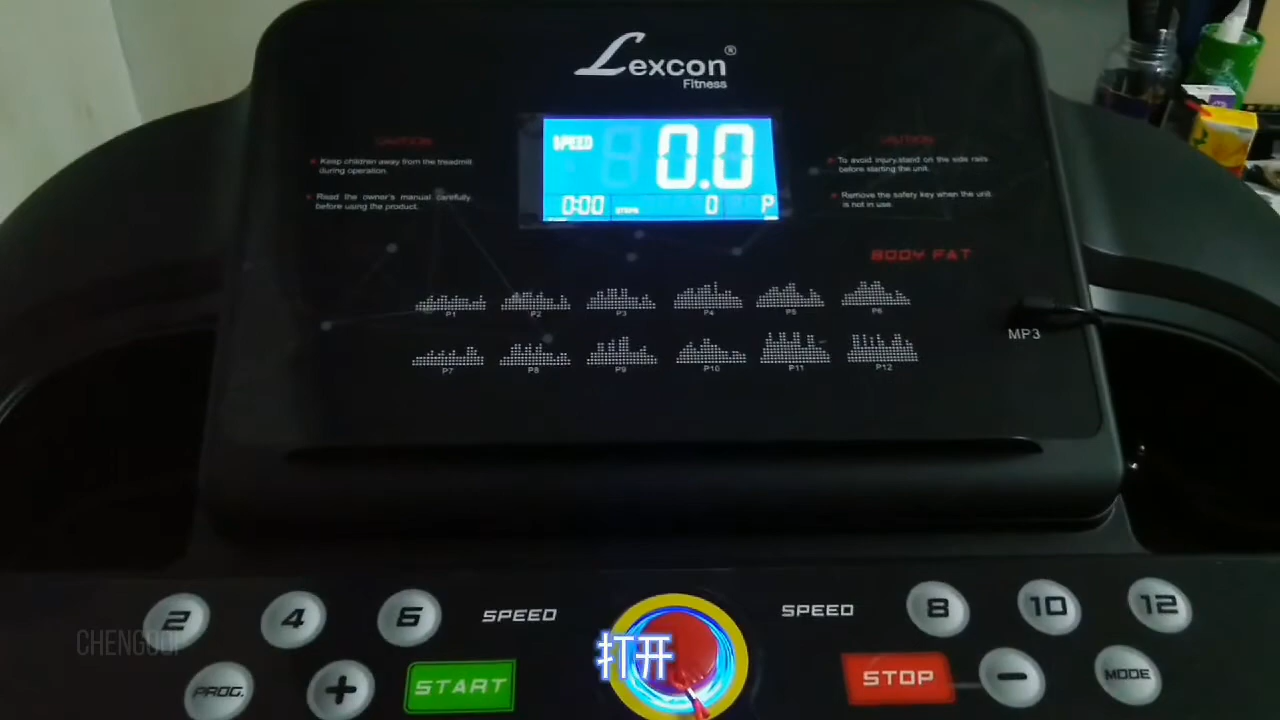 Lexcon®
Fitness
CAUTION
Keep children away from the treadmill
during operation.
Read the owner's manual carefully
before using the product.
SPEED
0.0
0:00
STEPS
0
P
CAUTION
To avoid injury,stand on the side rails
before starting the unit.
Remove the safety key when the unit
is not in use.
BODY FAT
P1
P2
P3
P4
P5
P6
MP3
P7
P8
P9
P10
P11
P12
2
4
6
SPEED
打开
SPEED
8
10
12
PROG.
+
START
STOP
−
MODE